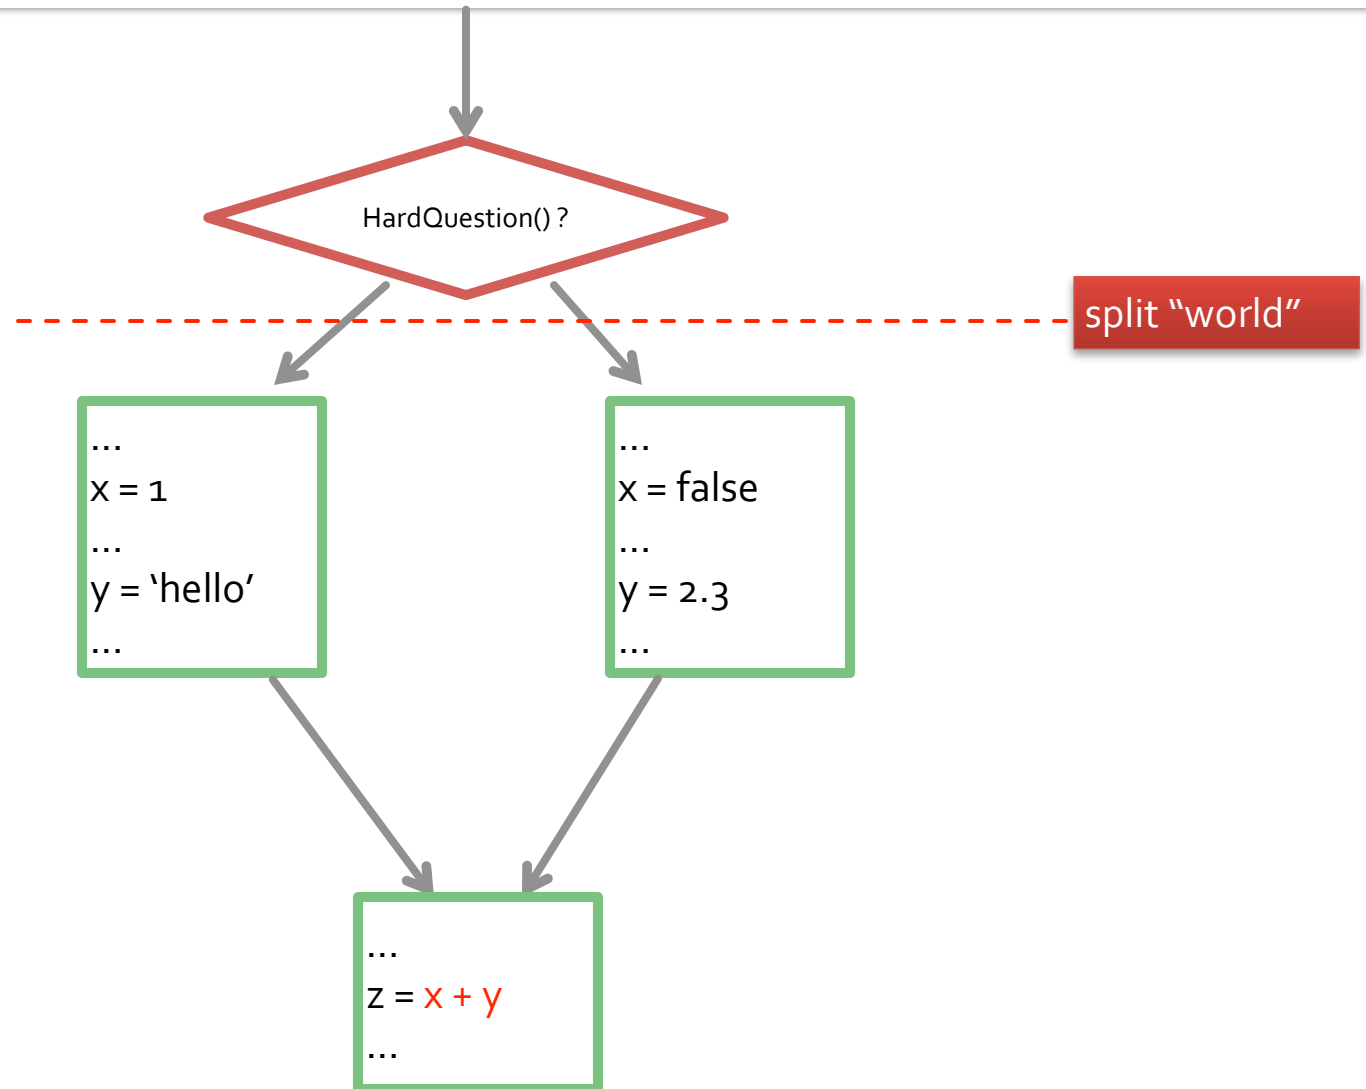 HardQuestion() ?
split “world”
...
x = 1
...
y = ‘hello’
...
...
x = false
...
y = 2.3
...
...
z = x + y
...